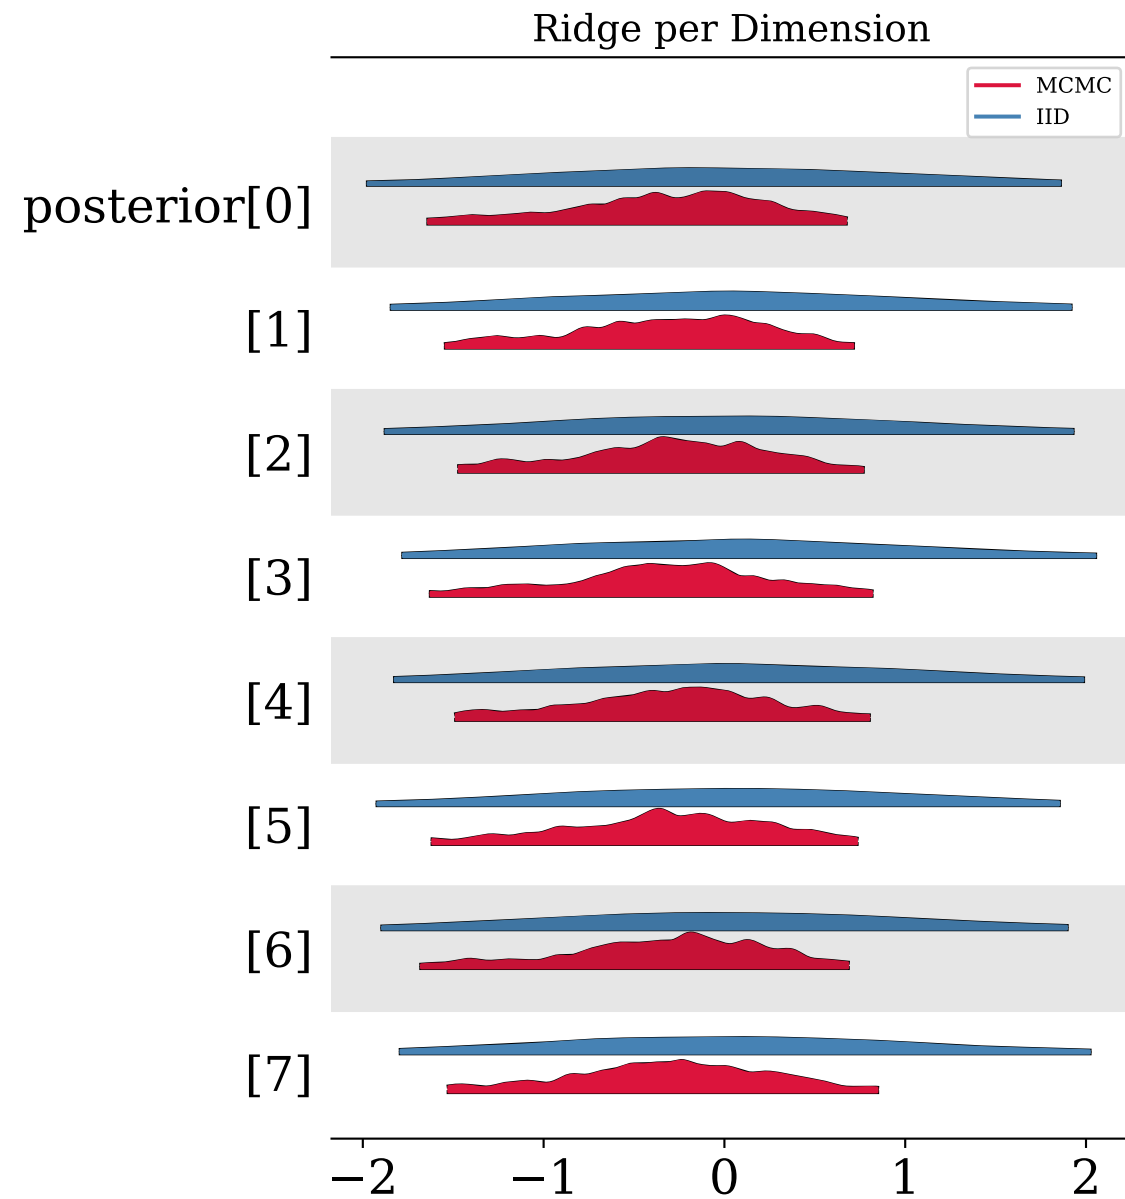 Ridge per Dimension
MCMC
IID
posterior[0]
[1]
[2]
[3]
[4]
[5]
[6]
[7]
−2 −1 0 1 2